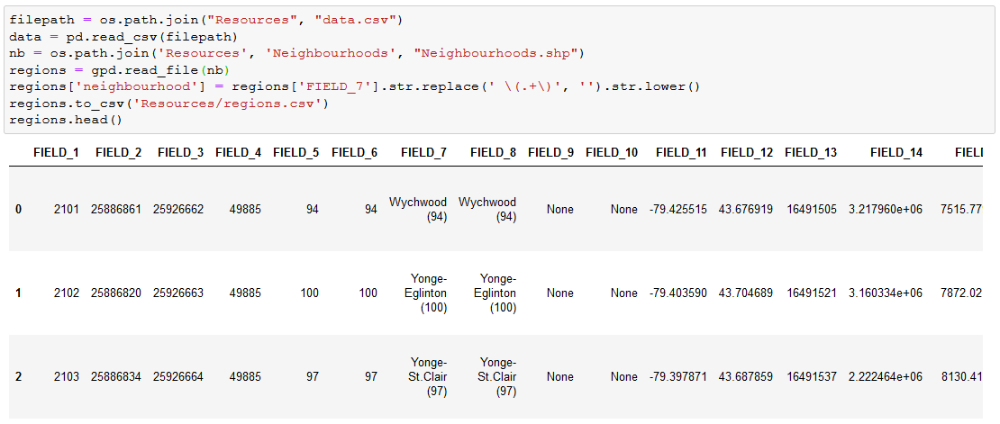 filepath = os.path.join("Resources", "data.csv")
data = pd.read_csv(filepath)
nb = os.path.join('Resources', 'Neighbourhoods', "Neighbourhoods.shp")
regions = gpd.read_file(nb)
regions['neighbourhood'] = regions['FIELD_7'].str.replace(' \(.+\)', '').str.lower()
regions.to_csv('Resources/regions.csv')
regions.head()
FIELD_1 FIELD_2 FIELD_3 FIELD_4 FIELD_5 FIELD_6 FIELD_7 FIELD_8 FIELD_9 FIELD_10 FIELD_11 FIELD_12 FIELD_13 FIELD_14 FIEL
Wychwood Wychwood
0 2101 25886861 25926662 49885 94 94 (94) (94) None None -79.425515 43.676919 16491505 3.217960e+06 7515.77
Yonge- Yonge-
1 2102 25886820 25926663 49885 100 100 Eglinton Eglinton None None -79.403590 43.704689 16491521 3.160334e+06 7872.02
(100) (100)
Yonge- Yonge-
2 2103 25886834 25926664 49885 97 97 St.Clair St.Clair None None -79.397871 43.687859 16491537 2.222464e+06 8130.41
(97) (97)